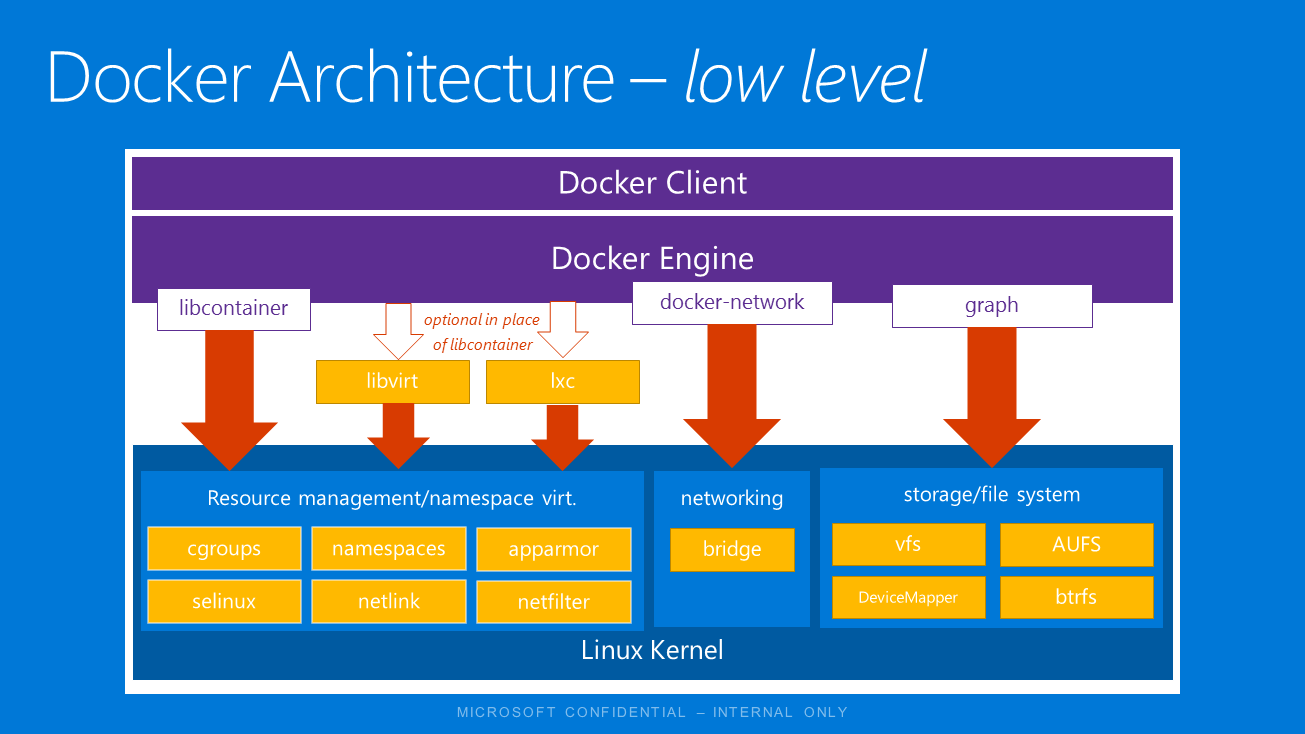 Docker Architecture – low level
Docker Client
Docker Engine
libcontainer
optional in place
of libcontainer
docker-network
graph
libvirt
lxc
Resource management/namespace virt.
cgroups
namespaces
apparmor
selinux
netlink
netfilter
networking
bridge
storage/file system
vfs
AUFS
DeviceMapper
btrfs
Linux Kernel
MICROSOFT CONFIDENTIAL – INTERNAL ONLY